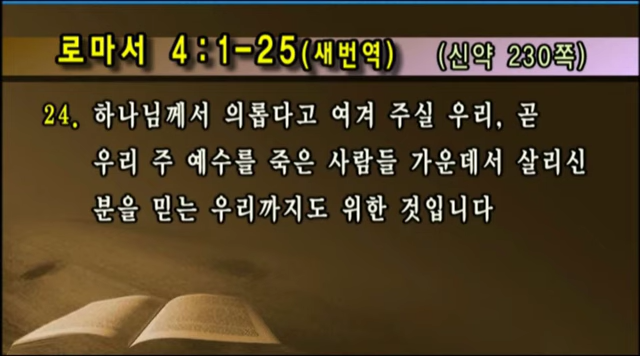 로마서 4:1-25(새번역) (신약 230쪽)
24. 하나님께서 의롭다고 여겨 주실 우리, 곧
우리 주 예수를 죽은 사람들 가운데서 살리신
분을 믿는 우리까지도 위한 것입니다